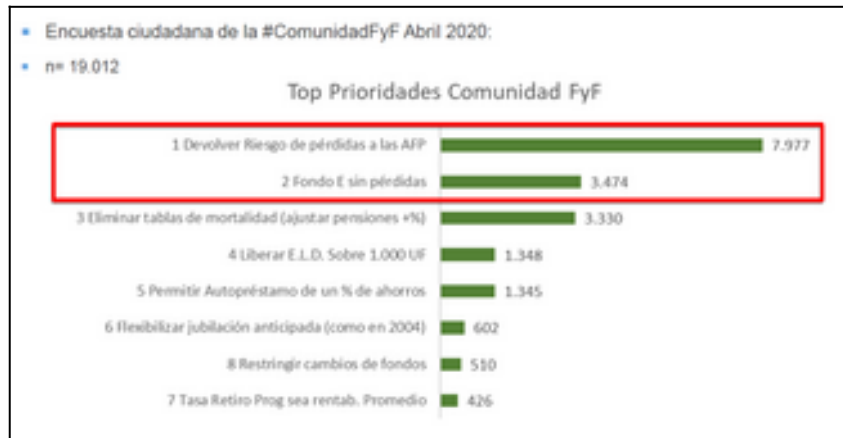 Encuesta ciudadana de la #ComunidadFyF Abril 2020:
n= 19.012
Top Prioridades Comunidad FyF
1 Devolver Riesgo de pérdidas a las AFP 7.977
2 Fondo E sin pérdidas 3.474
3 Eliminar tablas de mortalidad (ajustar pensiones +%) 3.330
4 Liberar E.L.D. Sobre 1.000 UF 1.348
5 Permitir Autopréstamo de un % de ahorros 1.345
6 Flexibilizar jubilación anticipada (como en 2004) 602
8 Restringir cambios de fondos 510
7 Tasa Retiro Prog sea rentab. Promedio 426